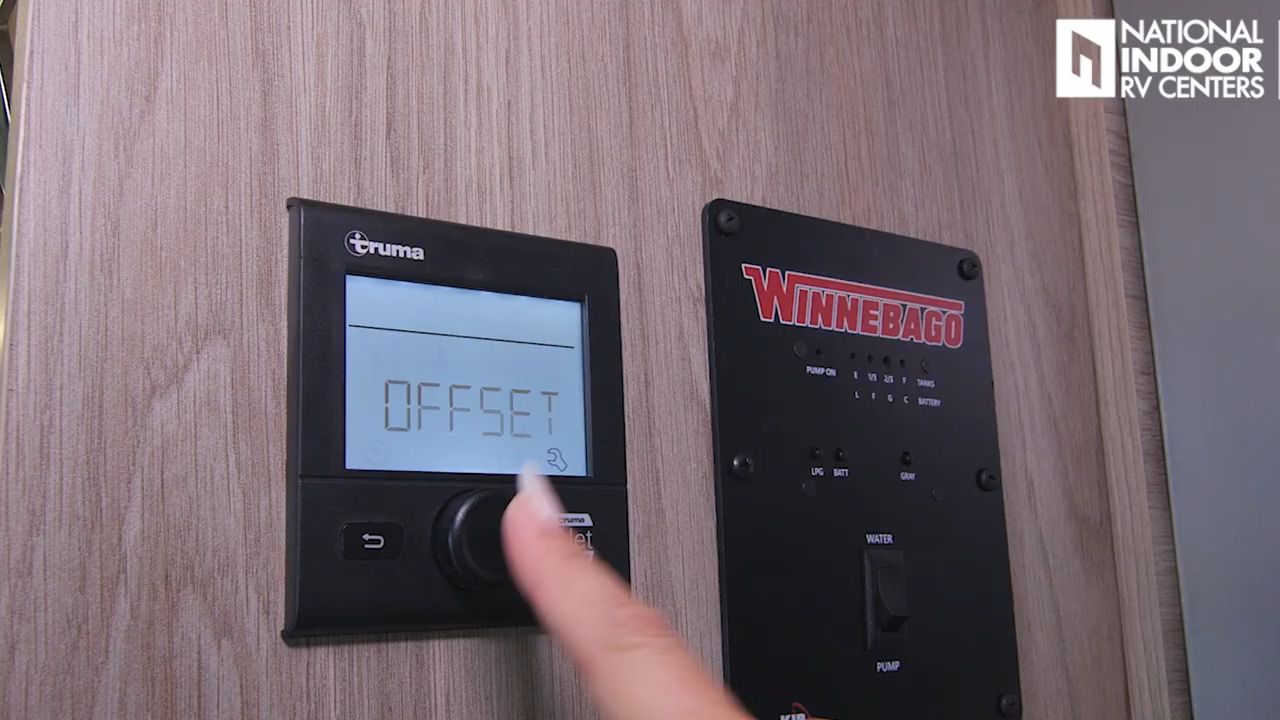 NATIONAL
INDOOR
RV CENTERS
truma
OFFSET
truma
WINNEBAGO
PUMP ON
E 1/3 2/3 F TANKS
L F G C BATTERY
LPG BATT GRAY
WATER
PUMP